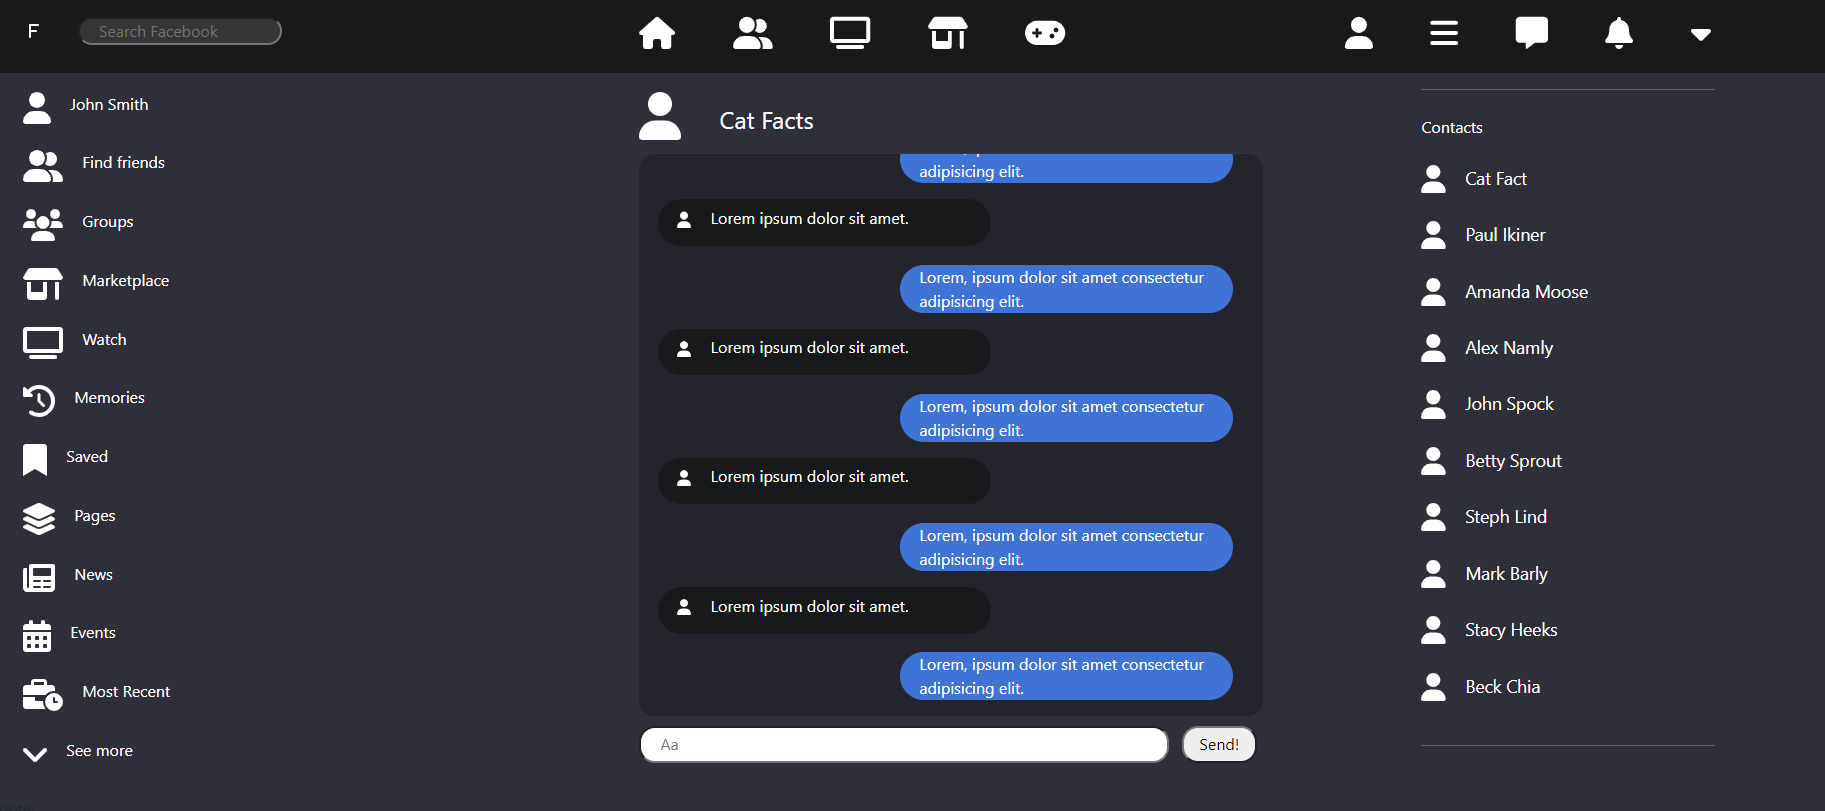 F
Search Facebook
John Smith
Find friends
Groups
Marketplace
Watch
Memories
Saved
Pages
News
Events
Most Recent
See more
Cat Facts
adipisicing elit.
Lorem ipsum dolor sit amet.
Lorem, ipsum dolor sit amet consectetur
adipisicing elit.
Lorem ipsum dolor sit amet.
Lorem, ipsum dolor sit amet consectetur
adipisicing elit.
Lorem ipsum dolor sit amet.
Lorem, ipsum dolor sit amet consectetur
adipisicing elit.
Lorem ipsum dolor sit amet.
Lorem, ipsum dolor sit amet consectetur
adipisicing elit.
Aa
Send!
Contacts
Cat Fact
Paul Ikiner
Amanda Moose
Alex Namly
John Spock
Betty Sprout
Steph Lind
Mark Barly
Stacy Heeks
Beck Chia